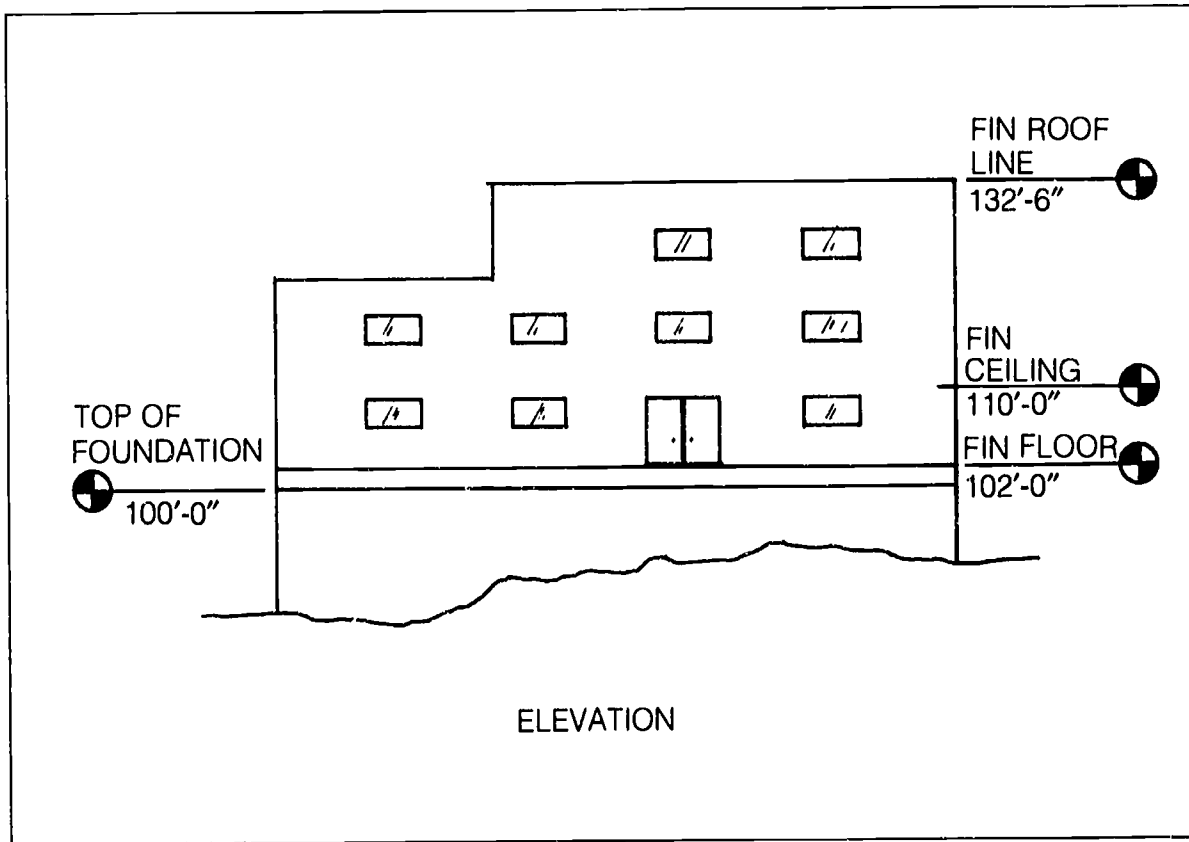 FIN ROOF
LINE
132'-6"
FIN
CEILING
110'-0"
TOP OF
FOUNDATION
100'-0"
FIN FLOOR
102'-0"
ELEVATION